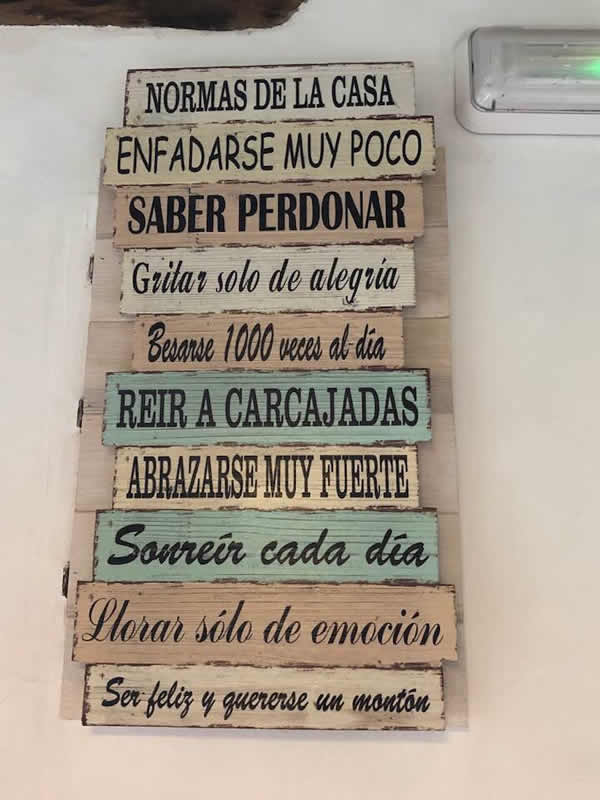 NORMAS DE LA CASA
ENFADARSE MUY POCO
SABER PERDONAR
Gritar solo de alegría
Besarse 1000 veces al día
REIR A CARCAJADAS
ABRAZARSE MUY FUERTE
Sonreír cada día
Llorar sólo de emoción
Ser feliz y quererse un montón